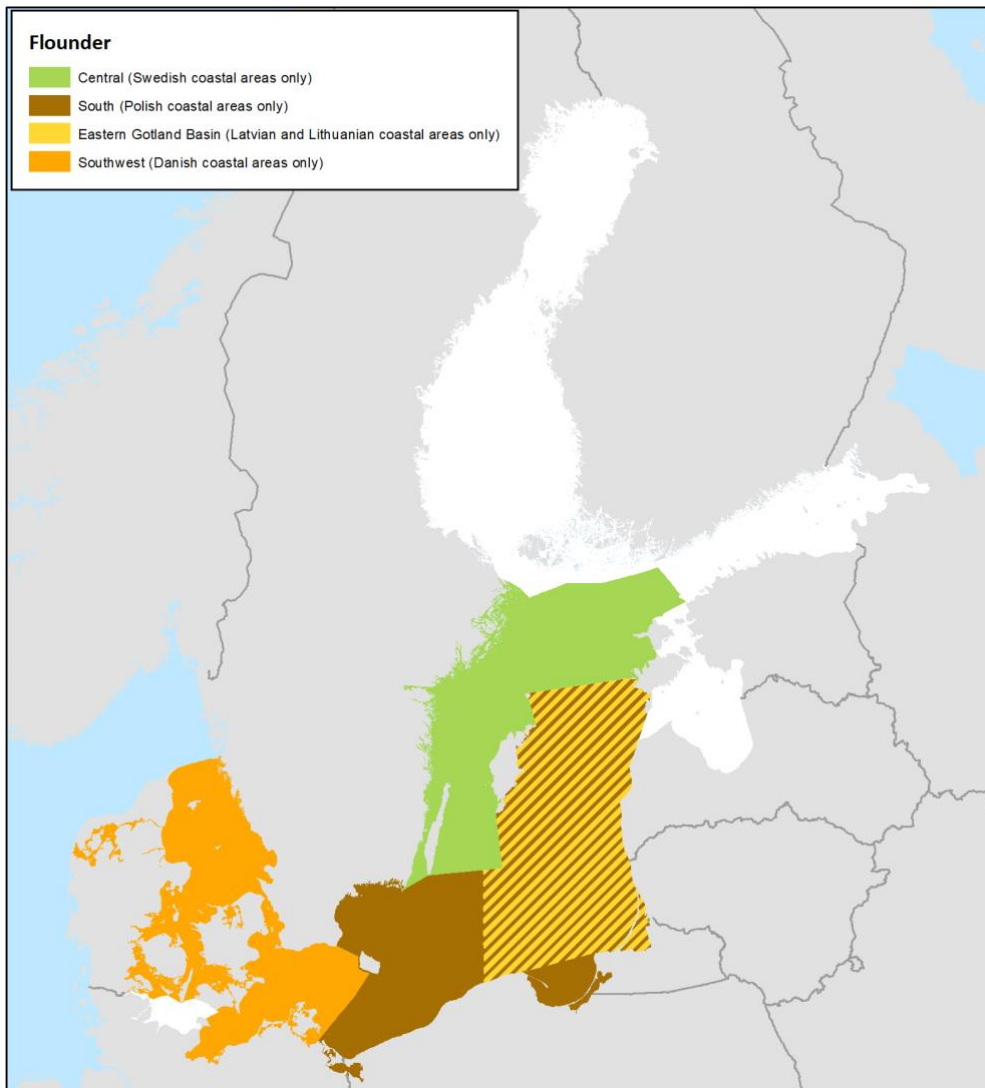 Flounder
Central (Swedish coastal areas only)
South (Polish coastal areas only)
Eastern Gotland Basin (Latvian and Lithuanian coastal areas only)
Southwest (Danish coastal areas only)